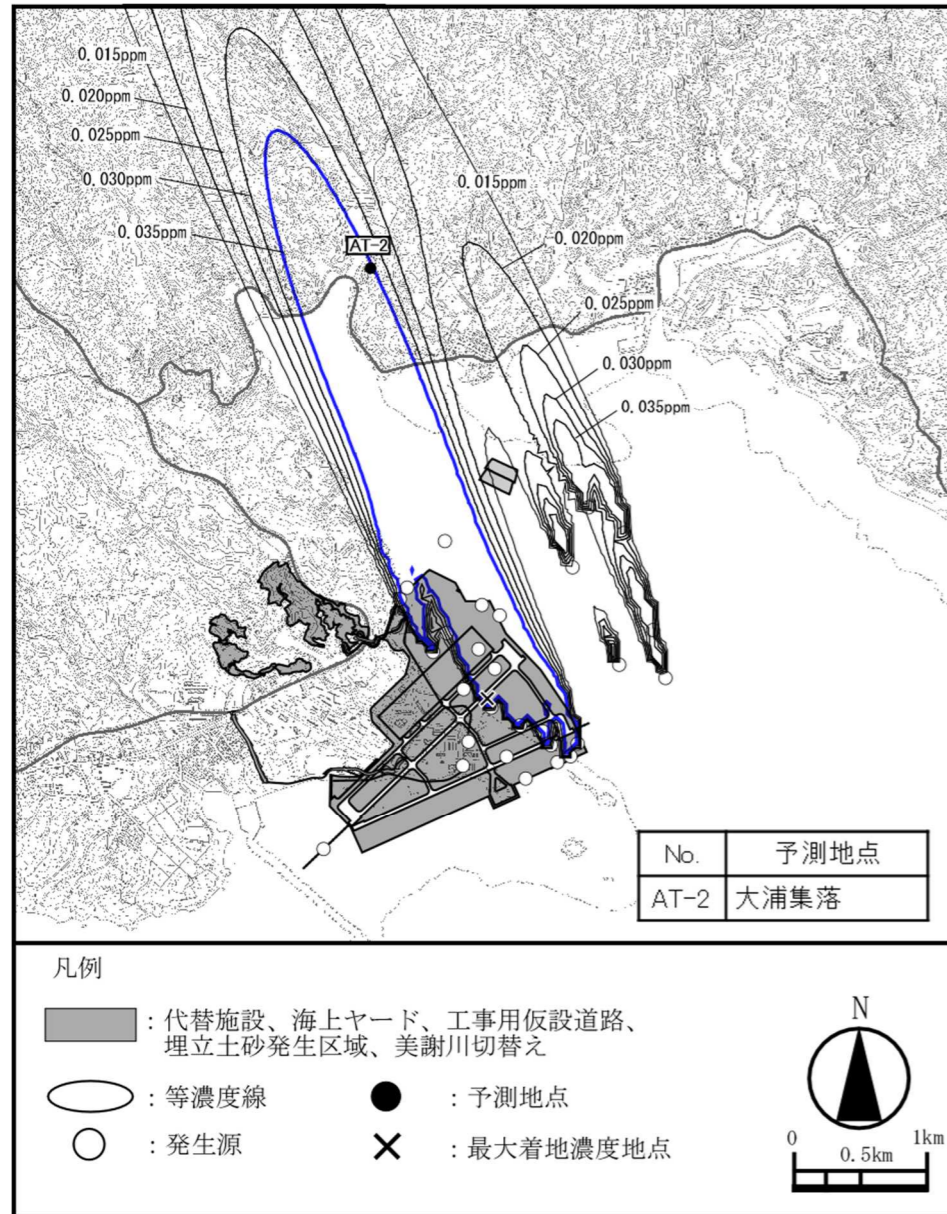 0.015ppm
0.020ppm
0.025ppm
0.030ppm
0.035ppm
AT-2
0.015ppm
0.020ppm
0.025ppm
0.030ppm
0.035ppm
No. 予測地点
AT-2 大浦集落
凡例
：代替施設、海上ヤード、工事用仮設道路、
埋立土砂発生区域、美謝川切替え
：等濃度線
：予測地点
：発生源
：最大着地濃度地点
N
0 0.5km 1km